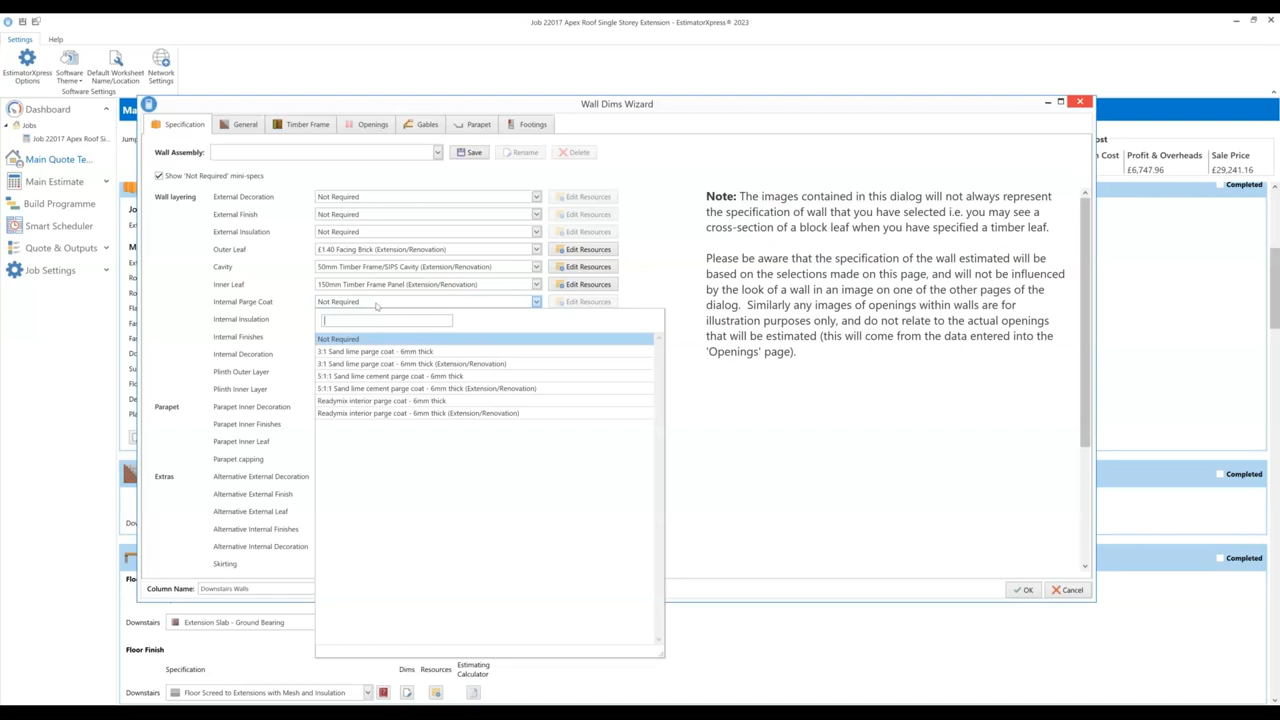 Job 22017 Apex Roof Single Storey Extension - EstimatorXpress® 2023
Settings
Help
EstimatorXpress Options
Software Theme
Default Worksheet Name/Location
Network Settings
Software Settings
Dashboard
Jobs
Job 22017 Apex Roof Si...
Main Quote Te...
Main Estimate
Build Programme
Smart Scheduler
Quote & Outputs
Job Settings
Wall Dims Wizard
Specification
General
Timber Frame
Openings
Gables
Parapet
Footings
Wall Assembly:
Save
Rename
Delete
Show 'Not Required' mini-specs
Wall layering
External Decoration
Not Required
Edit Resources
External Finish
Not Required
Edit Resources
External Insulation
Not Required
Edit Resources
Outer Leaf
£1.40 Facing Brick (Extension/Renovation)
Edit Resources
Cavity
50mm Timber Frame/SIPS Cavity (Extension/Renovation)
Edit Resources
Inner Leaf
150mm Timber Frame Panel (Extension/Renovation)
Edit Resources
Internal Parge Coat
Not Required
Edit Resources
Internal Insulation
Internal Finishes
Internal Decoration
Plinth Outer Layer
Plinth Inner Layer
Parapet
Parapet Inner Decoration
Parapet Inner Finishes
Parapet Inner Leaf
Parapet capping
Extras
Alternative External Decoration
Alternative External Finish
Alternative External Leaf
Alternative Internal Finishes
Alternative Internal Decoration
Skirting
Not Required
3:1 Sand lime parge coat - 6mm thick
3:1 Sand lime parge coat - 6mm thick (Extension/Renovation)
5:1:1 Sand lime cement parge coat - 6mm thick
5:1:1 Sand lime cement parge coat - 6mm thick (Extension/Renovation)
Readymix interior parge coat - 6mm thick
Readymix interior parge coat - 6mm thick (Extension/Renovation)
Note: The images contained in this dialog will not always represent
the specification of wall that you have selected i.e. you may see a
cross-section of a block leaf when you have specified a timber leaf.
Please be aware that the specification of the wall estimated will be
based on the selections made on this page, and will not be influenced
by the look of a wall in an image on one of the other pages of the
dialog. Similarly any images of openings within walls are for
illustration purposes only, and do not relate to the actual openings
that will be estimated (this will come from the data entered into the
'Openings' page).
Column Name:
Downstairs Walls
OK
Cancel
Cost
Profit & Overheads
Sale Price
£6,747.96
£29,241.16
Completed
Completed
Completed
Downstairs
Extension Slab - Ground Bearing
Floor Finish
Specification
Dims
Resources
Estimating Calculator
Downstairs
Floor Screed to Extensions with Mesh and Insulation